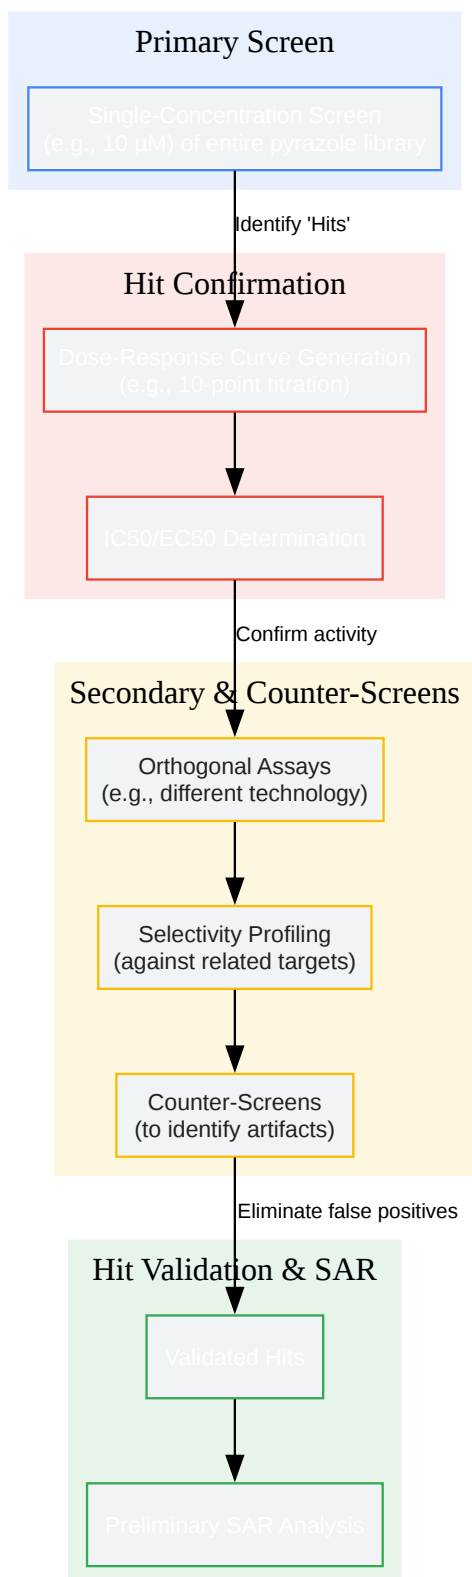 Primary Screen
Single-Concentration Screen
(e.g., 10 µM) of entire pyrazole library
Identify 'Hits'
Hit Confirmation
Dose-Response Curve Generation
(e.g., 10-point titration)
IC50/EC50 Determination
Confirm activity
Secondary & Counter-Screens
Orthogonal Assays
(e.g., different technology)
Selectivity Profiling
(against related targets)
Counter-Screens
(to identify artifacts)
Eliminate false positives
Hit Validation & SAR
Validated Hits
Preliminary SAR Analysis